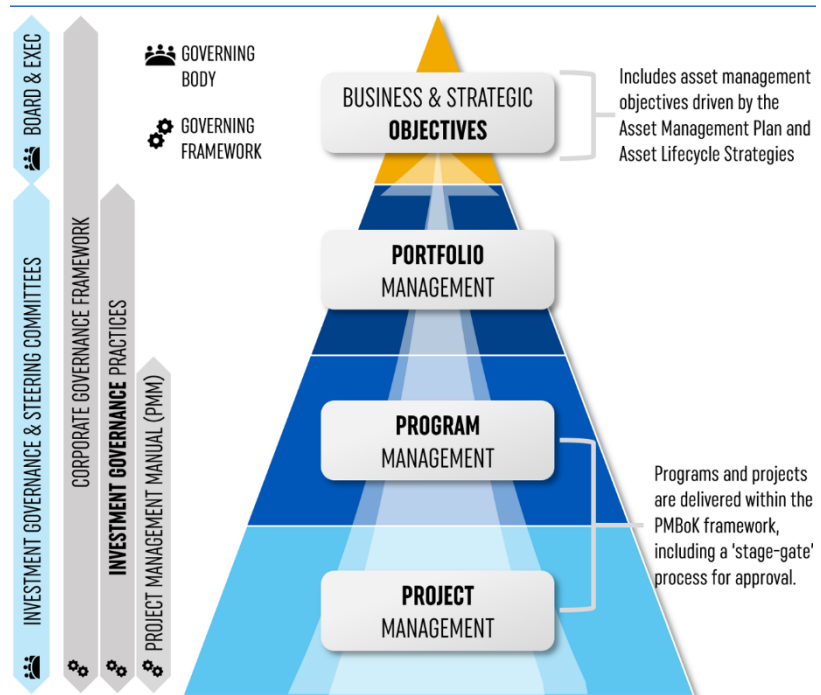 BOARD & EXEC
INVESTMENT GOVERNANCE & STEERING COMMITTEES
CORPORATE GOVERNANCE FRAMEWORK
INVESTMENT GOVERNANCE PRACTICES
PROJECT MANAGEMENT MANUAL (PMM)
GOVERNING
BODY
GOVERNING
FRAMEWORK
BUSINESS & STRATEGIC
OBJECTIVES
Includes asset management
objectives driven by the
Asset Management Plan and
Asset Lifecycle Strategies
PORTFOLIO
MANAGEMENT
PROGRAM
MANAGEMENT
Programs and projects
are delivered within the
PMBoK framework,
including a 'stage-gate'
process for approval.
PROJECT
MANAGEMENT